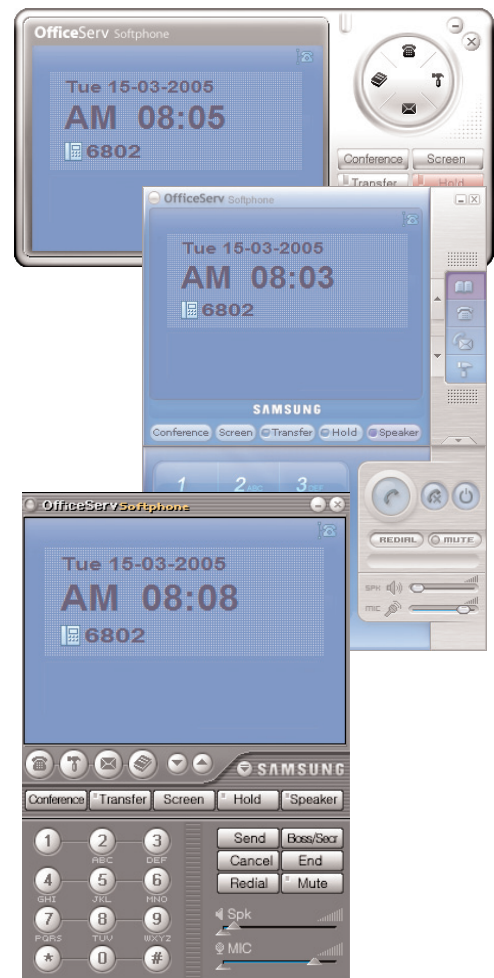 OfficeServ Softphone
Tue 15-03-2005
AM 08:05
6802
Conference Screen
Transfer Hold
OfficeServ Softphone
Tue 15-03-2005
AM 08:03
6802
SAMSUNG
Conference Screen Transfer Hold Speaker
1 2 ABC 3 DEF
REDIAL MUTE
SPK
MIC
OfficeServ Softphone
Tue 15-03-2005
AM 08:08
6802
SAMSUNG
Conference Transfer Screen Hold Speaker
1 2 3
ABC DEF
4 5 6
GHI JKL MNO
7 8 9
PQRS TUV WXYZ
* 0 #
Send Boss/Secr
Cancel End
Redial Mute
Spk
MIC